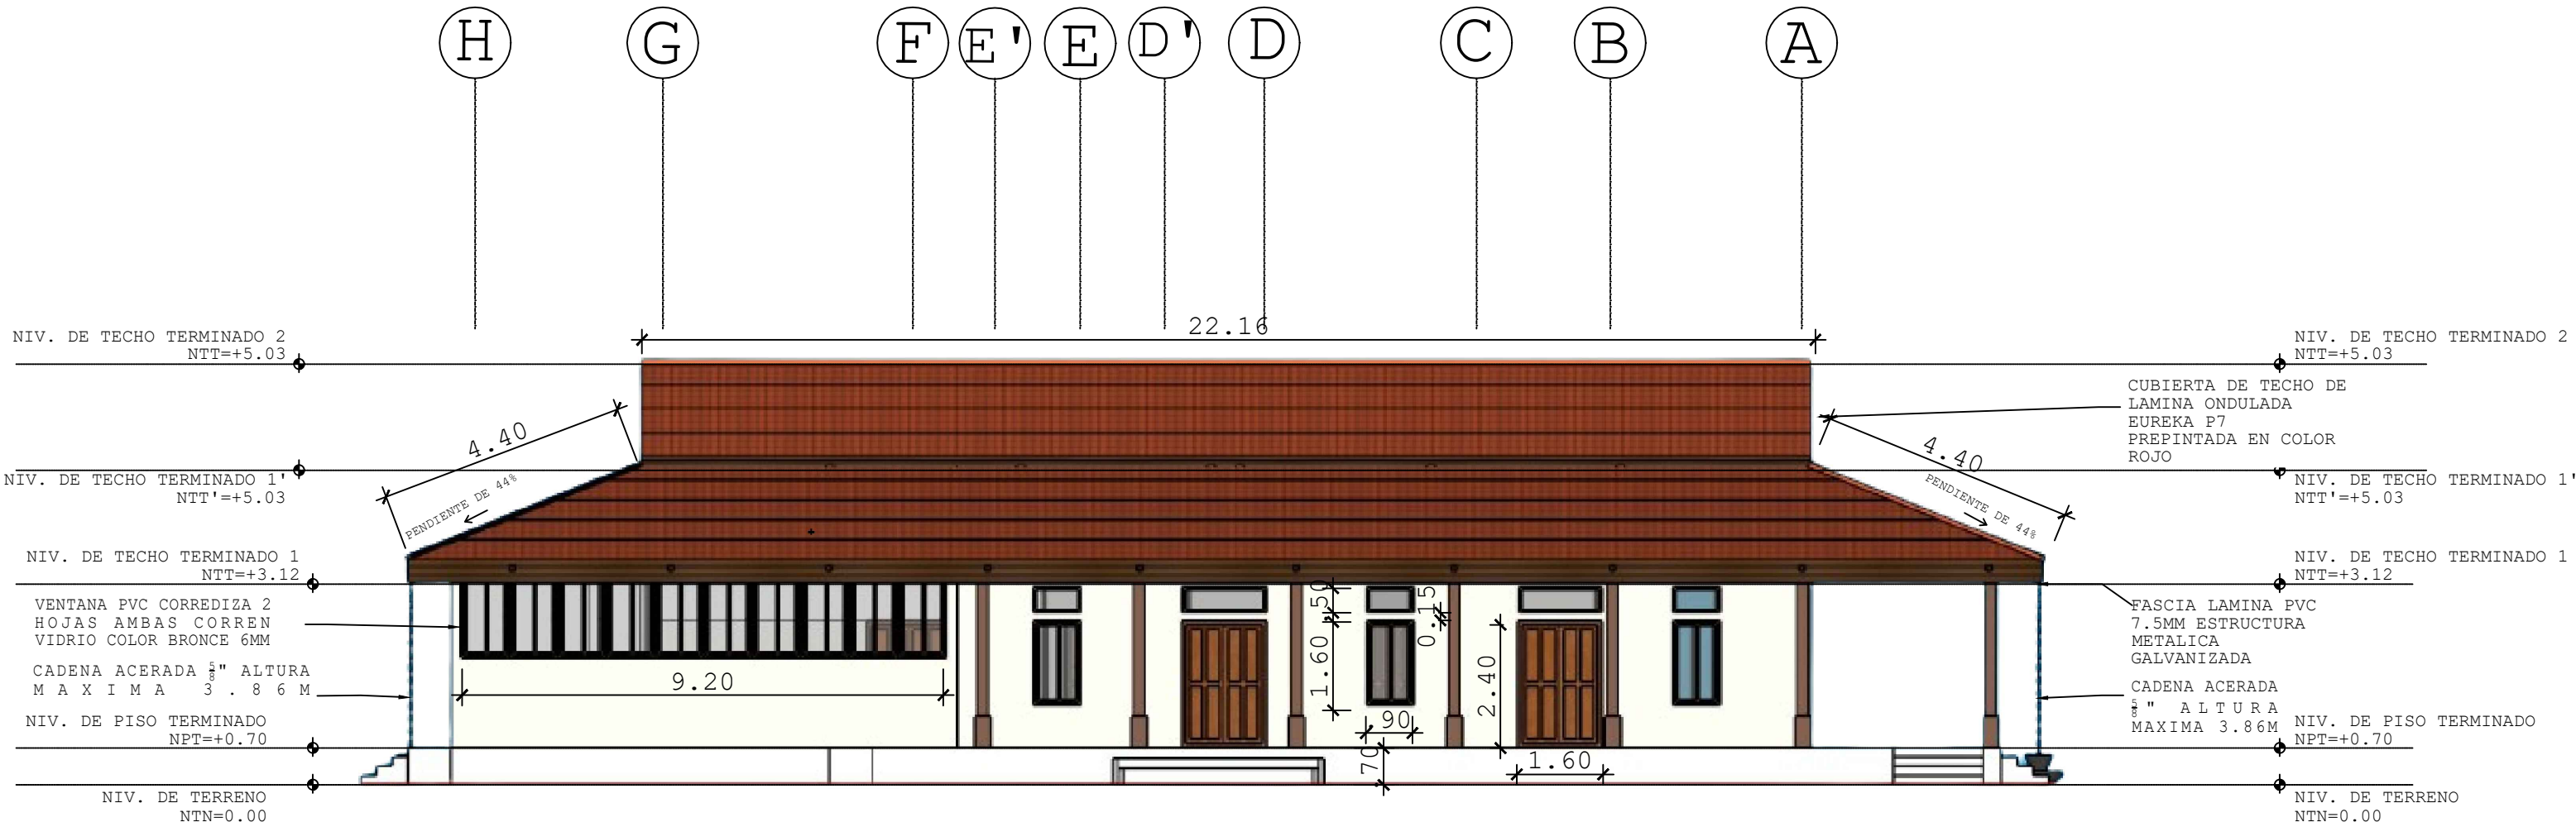 H G F E' E D' D C B A
22.16
NIV. DE TECHO TERMINADO 2
NTT=+5.03
4.40
PENDIENTE DE 44%
NIV. DE TECHO TERMINADO 1'
NTT'=+5.03
NIV. DE TECHO TERMINADO 1
NTT=+3.12
VENTANA PVC CORREDIZA 2
HOJAS AMBAS CORREN
VIDRIO COLOR BRONCE 6MM
CADENA ACERADA 5/8" ALTURA
MAXIMA 3.86M
NIV. DE PISO TERMINADO
NPT=+0.70
NIV. DE TERRENO
NTN=0.00
9.20
.50
0.15
1.60
2.40
90
70
1.60
NIV. DE TECHO TERMINADO 2
NTT=+5.03
CUBIERTA DE TECHO DE
LAMINA ONDULADA
EUREKA P7
PREPINTADA EN COLOR
ROJO
4.40
PENDIENTE DE 44%
NIV. DE TECHO TERMINADO 1'
NTT'=+5.03
NIV. DE TECHO TERMINADO 1
NTT=+3.12
FASCIA LAMINA PVC
7.5MM ESTRUCTURA
METALICA
GALVANIZADA
CADENA ACERADA
5/8" ALTURA
MAXIMA 3.86M
NIV. DE PISO TERMINADO
NPT=+0.70
NIV. DE TERRENO
NTN=0.00